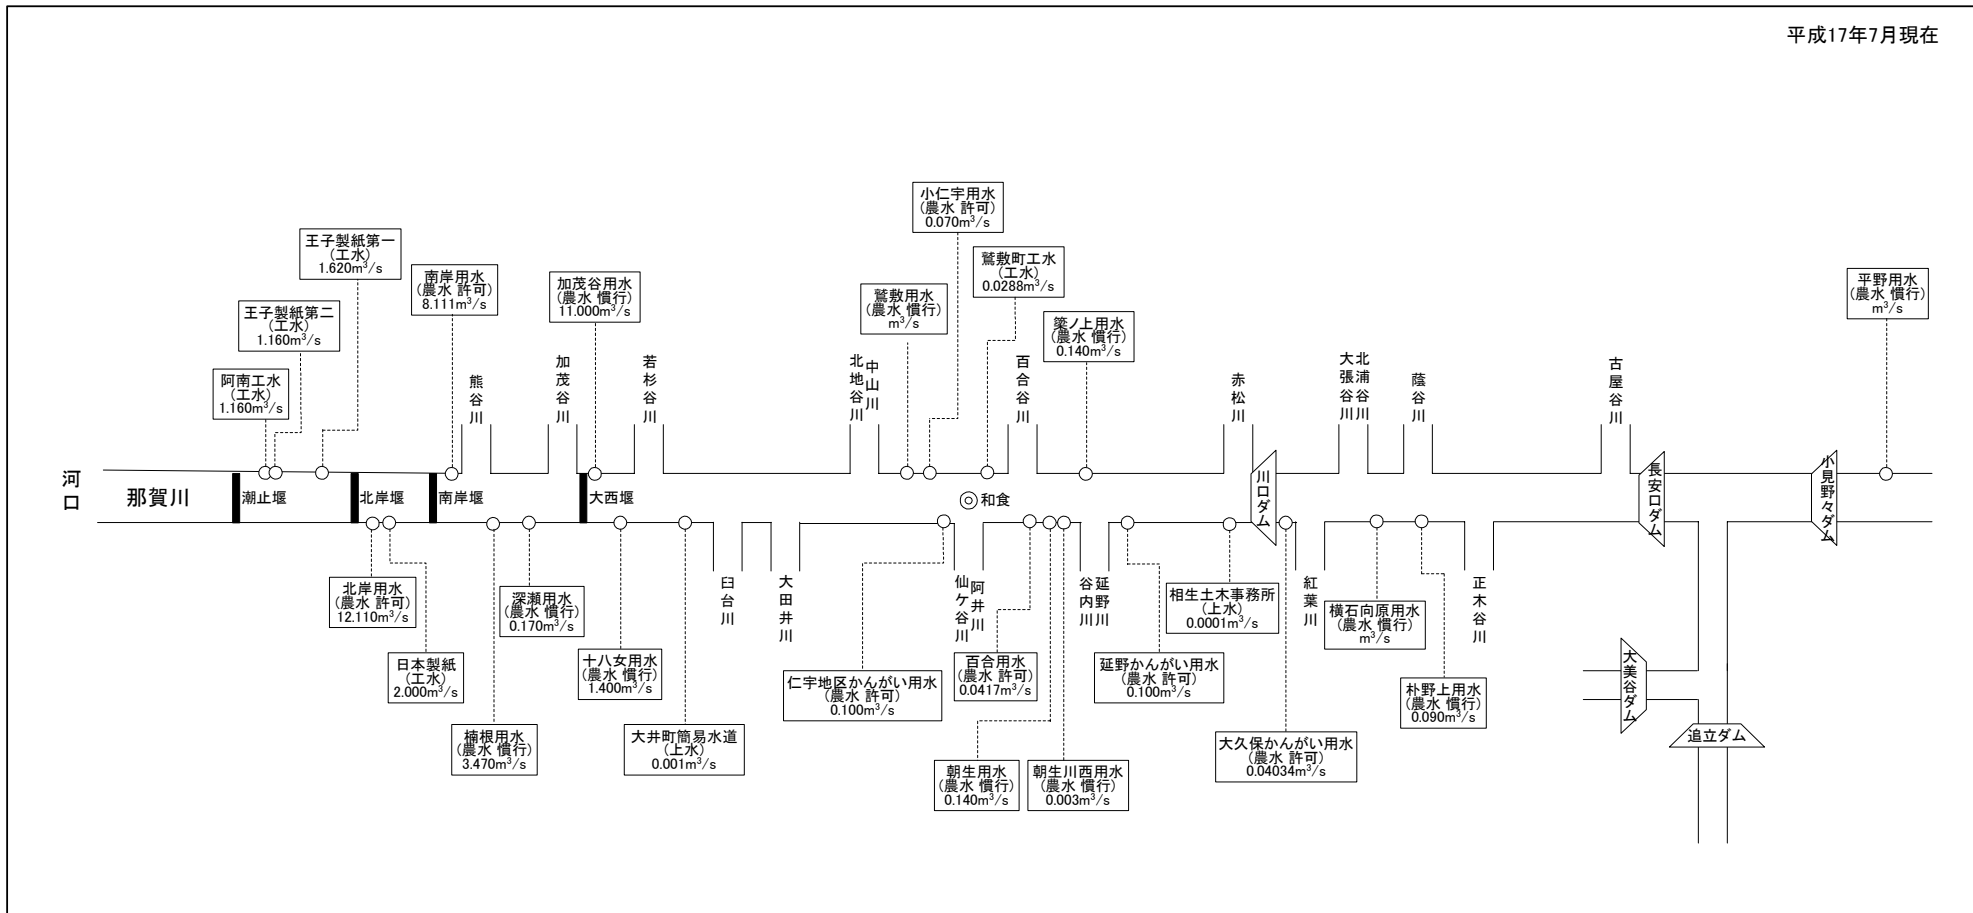 平成17年7月現在
小仁宇用水
(農水 許可)
0.070m³/s
王子製紙第一
(工水)
1.620m³/s
鷲敷町工水
(工水)
0.0288m³/s
南岸用水
(農水 許可)
8.111m³/s
加茂谷用水
(農水 慣行)
11.000m³/s
平野用水
(農水 慣行)
m³/s
鷲敷用水
(農水 慣行)
m³/s
王子製紙第二
(工水)
1.160m³/s
簗ノ上用水
(農水 慣行)
0.140m³/s
阿南工水
(工水)
1.160m³/s
熊谷川
加茂谷川
若杉谷川
北地谷川
中山川
百合谷川
赤松川
大張谷川
北浦谷川
蔭谷川
古屋谷川
河口
那賀川
潮止堰
北岸堰
南岸堰
大西堰
和食
川口ダム
長安口ダム
小見野々ダム
臼台川
大田井川
仙ケ谷川
阿井川
谷内川
延野川
紅葉川
正木谷川
北岸用水
(農水 許可)
12.110m³/s
深瀬用水
(農水 慣行)
0.170m³/s
相生土木事務所
(上水)
0.0001m³/s
横石向原用水
(農水 慣行)
m³/s
日本製紙
(工水)
2.000m³/s
十八女用水
(農水 慣行)
1.400m³/s
仁宇地区かんがい用水
(農水 許可)
0.100m³/s
百合用水
(農水 許可)
0.0417m³/s
延野かんがい用水
(農水 許可)
0.100m³/s
朴野上用水
(農水 慣行)
0.090m³/s
大美谷ダム
追立ダム
楠根用水
(農水 慣行)
3.470m³/s
大井町簡易水道
(上水)
0.001m³/s
朝生用水
(農水 慣行)
0.140m³/s
朝生川西用水
(農水 慣行)
0.003m³/s
大久保かんがい用水
(農水 許可)
0.04034m³/s